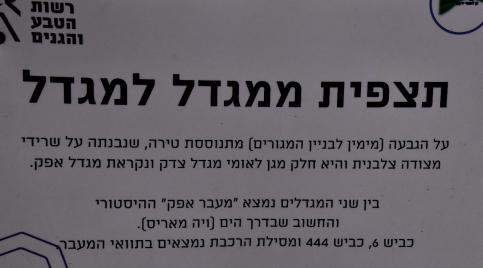 רשות
הטבע
והגנים
תצפית ממגדל למגדל
על הגבעה (מימין לבניין המגורים) מתנוססת טירה, שנבנתה על שרידי
מצודה צלבנית והיא חלק מגן לאומי מגדל צדק ונקראת מגדל אפק.
בין שני המגדלים נמצא "מעבר אפק" ההיסטורי
והחשוב שבדרך הים (ויה מאריס).
כביש 6, כביש 444 ומסילת הרכבת נמצאים בתוואי המעבר